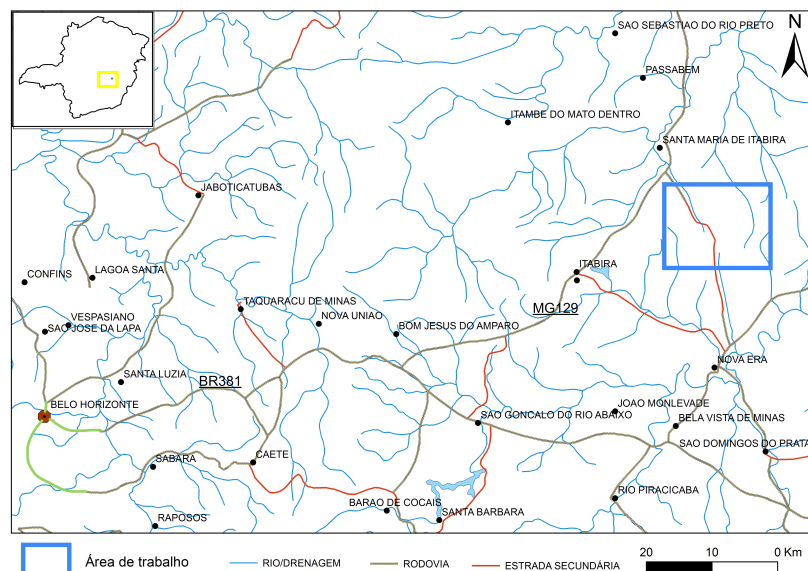 SAO SEBASTIAO DO RIO PRETO
N
PASSABEM
ITAMBE DO MATO DENTRO
SANTA MARIA DE ITABIRA
JABOTICATUBAS
CONFINS
LAGOA SANTA
ITABIRA
TAQUARACU DE MINAS
MG129
VESPASIANO
NOVA UNIAO
SAO JOSE DA LAPA
BOM JESUS DO AMPARO
NOVA ERA
SANTA LUZIA
BR381
BELO HORIZONTE
JOAO MONLEVADE
SAO GONCALO DO RIO ABAIXO
BELA VISTA DE MINAS
SAO DOMINGOS DO PRATA
CAETE
SABARA
RIO PIRACICABA
BARAO DE COCAIS
SANTA BARBARA
RAPOSOS
20 10 0 Km
Área de trabalho
RIO/DRENAGEM
RODOVIA
ESTRADA SECUNDÁRIA